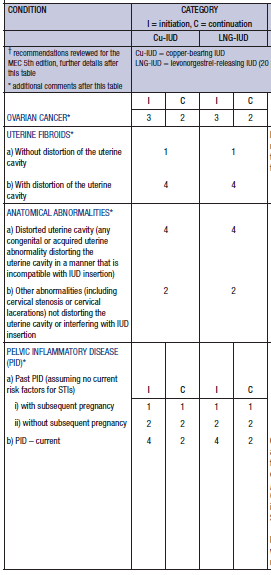 CONDITION
CATEGORY
I = initiation, C = continuation
Cu-IUD LNG-IUD
† recommendations reviewed for the
MEC 5th edition, further details after
this table
* additional comments after this table
Cu-IUD = copper-bearing IUD
LNG-IUD = levonorgestrel-releasing IUD (20
I C I C
OVARIAN CANCER* 3 2 3 2
UTERINE FIBROIDS*
a) Without distortion of the uterine 1 1
cavity
b) With distortion of the uterine 4 4
cavity
ANATOMICAL ABNORMALITIES*
a) Distorted uterine cavity (any 4 4
congenital or acquired uterine
abnormality distorting the
uterine cavity in a manner that is
incompatible with IUD insertion)
b) Other abnormalities (including 2 2
cervical stenosis or cervical
lacerations) not distorting the
uterine cavity or interfering with IUD
insertion
PELVIC INFLAMMATORY DISEASE
(PID)*
a) Past PID (assuming no current
risk factors for STIs) I C I C
i) with subsequent pregnancy 1 1 1 1
ii) without subsequent pregnancy 2 2 2 2
b) PID – current 4 2 4 2